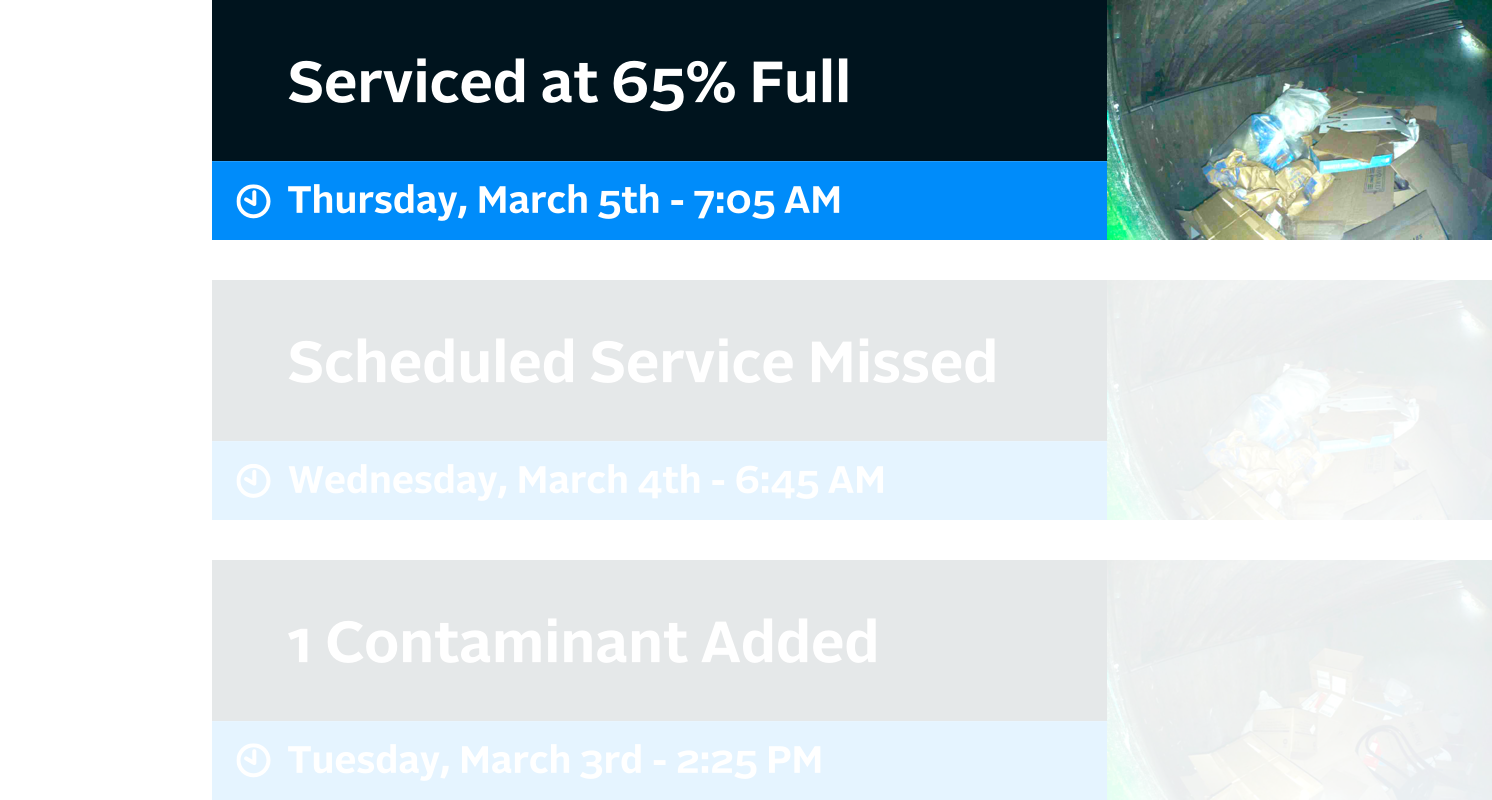 Serviced at 65% Full
Thursday, March 5th - 7:05 AM
Scheduled Service Missed
Wednesday, March 4th - 6:45 AM
1 Contaminant Added
Tuesday, March 3rd - 2:25 PM